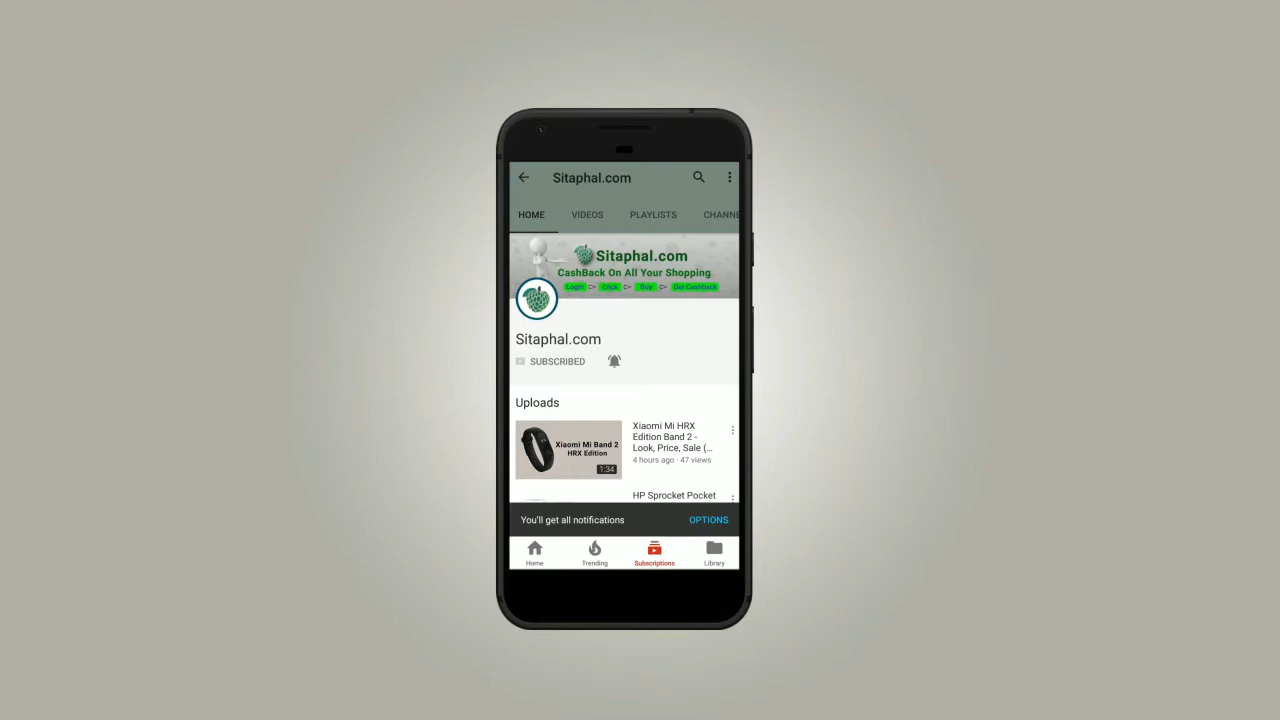 Sitaphal.com
HOME VIDEOS PLAYLISTS CHANNE
Sitaphal.com
CashBack On All Your Shopping
Login Click Buy Get Cashback
Sitaphal.com
SUBSCRIBED
Uploads
Xiaomi Mi Band 2
HRX Edition
1:34
Xiaomi Mi HRX
Edition Band 2 -
Look, Price, Sale (...
4 hours ago · 47 views
HP Sprocket Pocket
You'll get all notifications OPTIONS
Home Trending Subscriptions Library